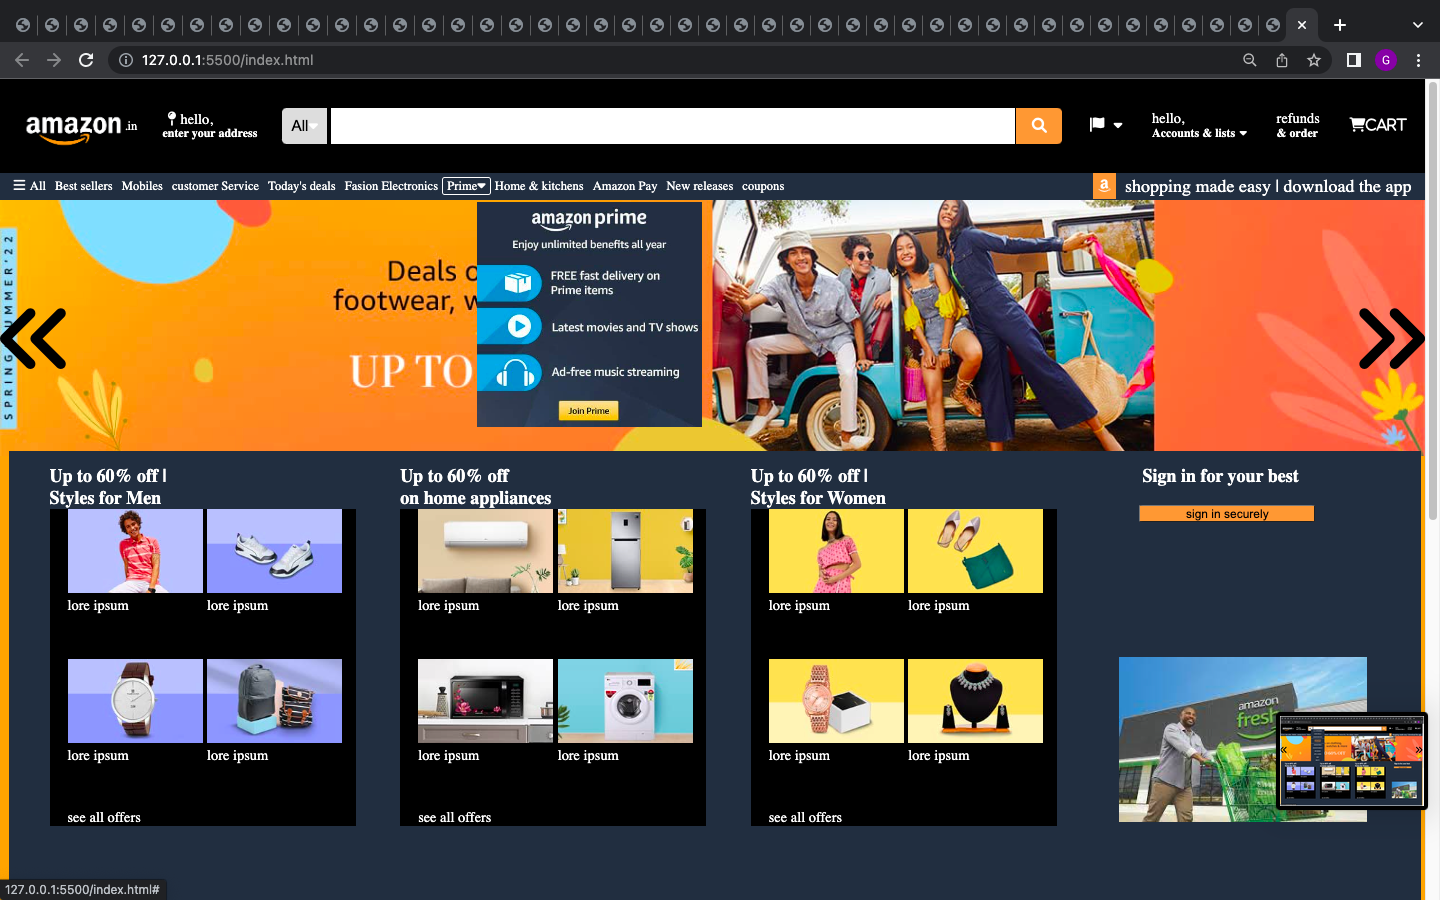 127.0.0.1:5500/index.html
G
amazon.in
hello,
enter your address
All
hello,
Accounts & lists
refunds
& order
CART
All Best sellers Mobiles customer Service Today's deals Fasion Electronics Prime Home & kitchens Amazon Pay New releases coupons
a shopping made easy | download the app
SPRING SUMMER'22
Deals o
footwear, w
UP TO
amazon prime
Enjoy unlimited benefits all year
FREE fast delivery on
Prime items
Latest movies and TV shows
Ad-free music streaming
Join Prime
Up to 60% off |
Styles for Men
lore ipsum
lore ipsum
lore ipsum
lore ipsum
see all offers
Up to 60% off
on home appliances
lore ipsum
lore ipsum
lore ipsum
lore ipsum
see all offers
Up to 60% off |
Styles for Women
lore ipsum
lore ipsum
lore ipsum
lore ipsum
see all offers
Sign in for your best
sign in securely
amazon
fresh
127.0.0.1:5500/index.html#